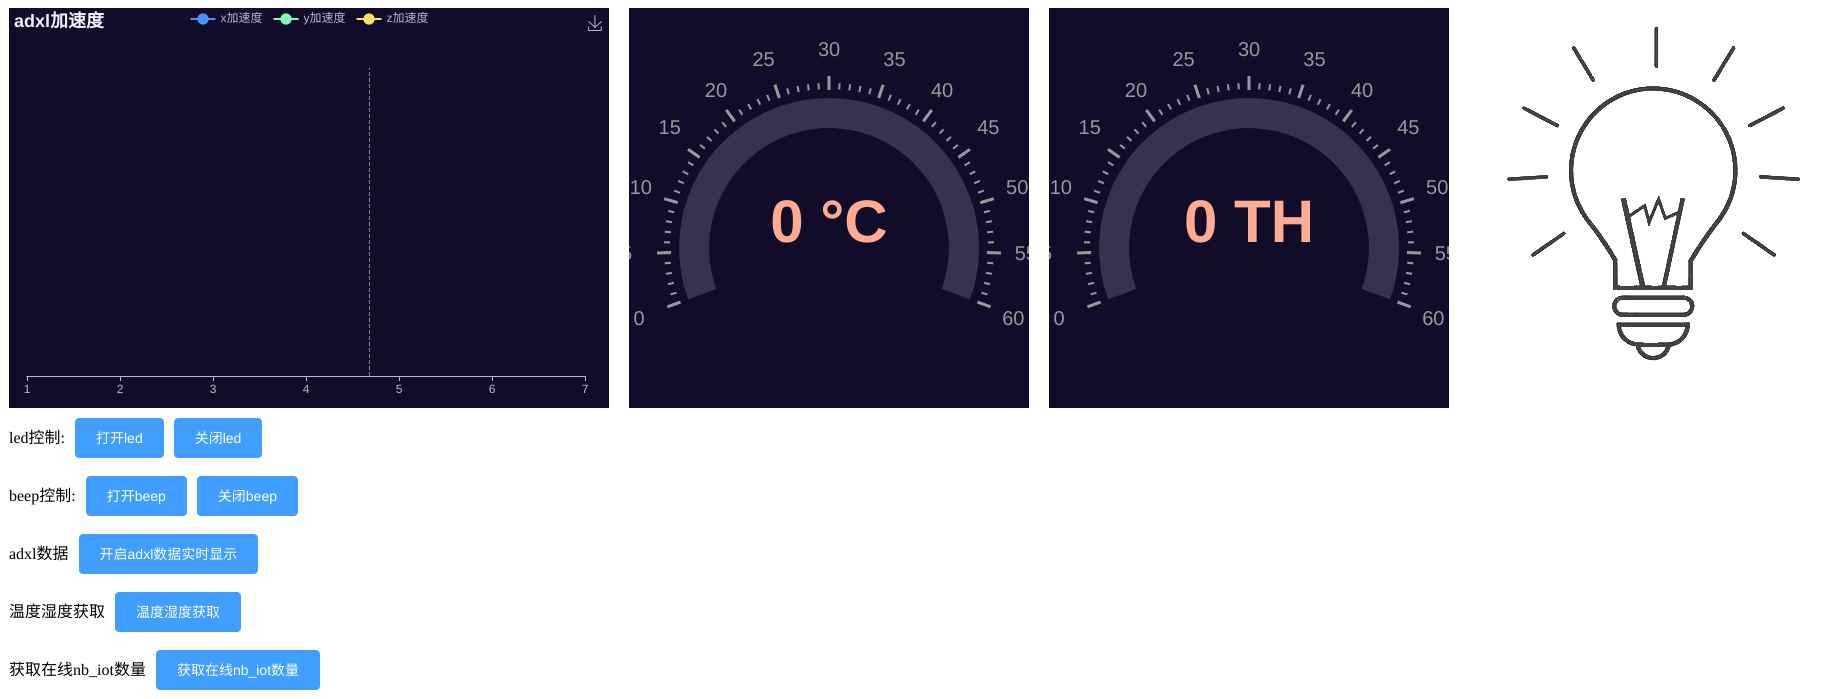 adxl加速度
x加速度 y加速度 z加速度
1 2 3 4 5 6 7
0 5 10 15 20 25 30 35 40 45 50 55 60
0 °C
0 5 10 15 20 25 30 35 40 45 50 55 60
0 TH
led控制: 打开led 关闭led
beep控制: 打开beep 关闭beep
adxl数据 开启adxl数据实时显示
温度湿度获取 温度湿度获取
获取在线nb_iot数量 获取在线nb_iot数量